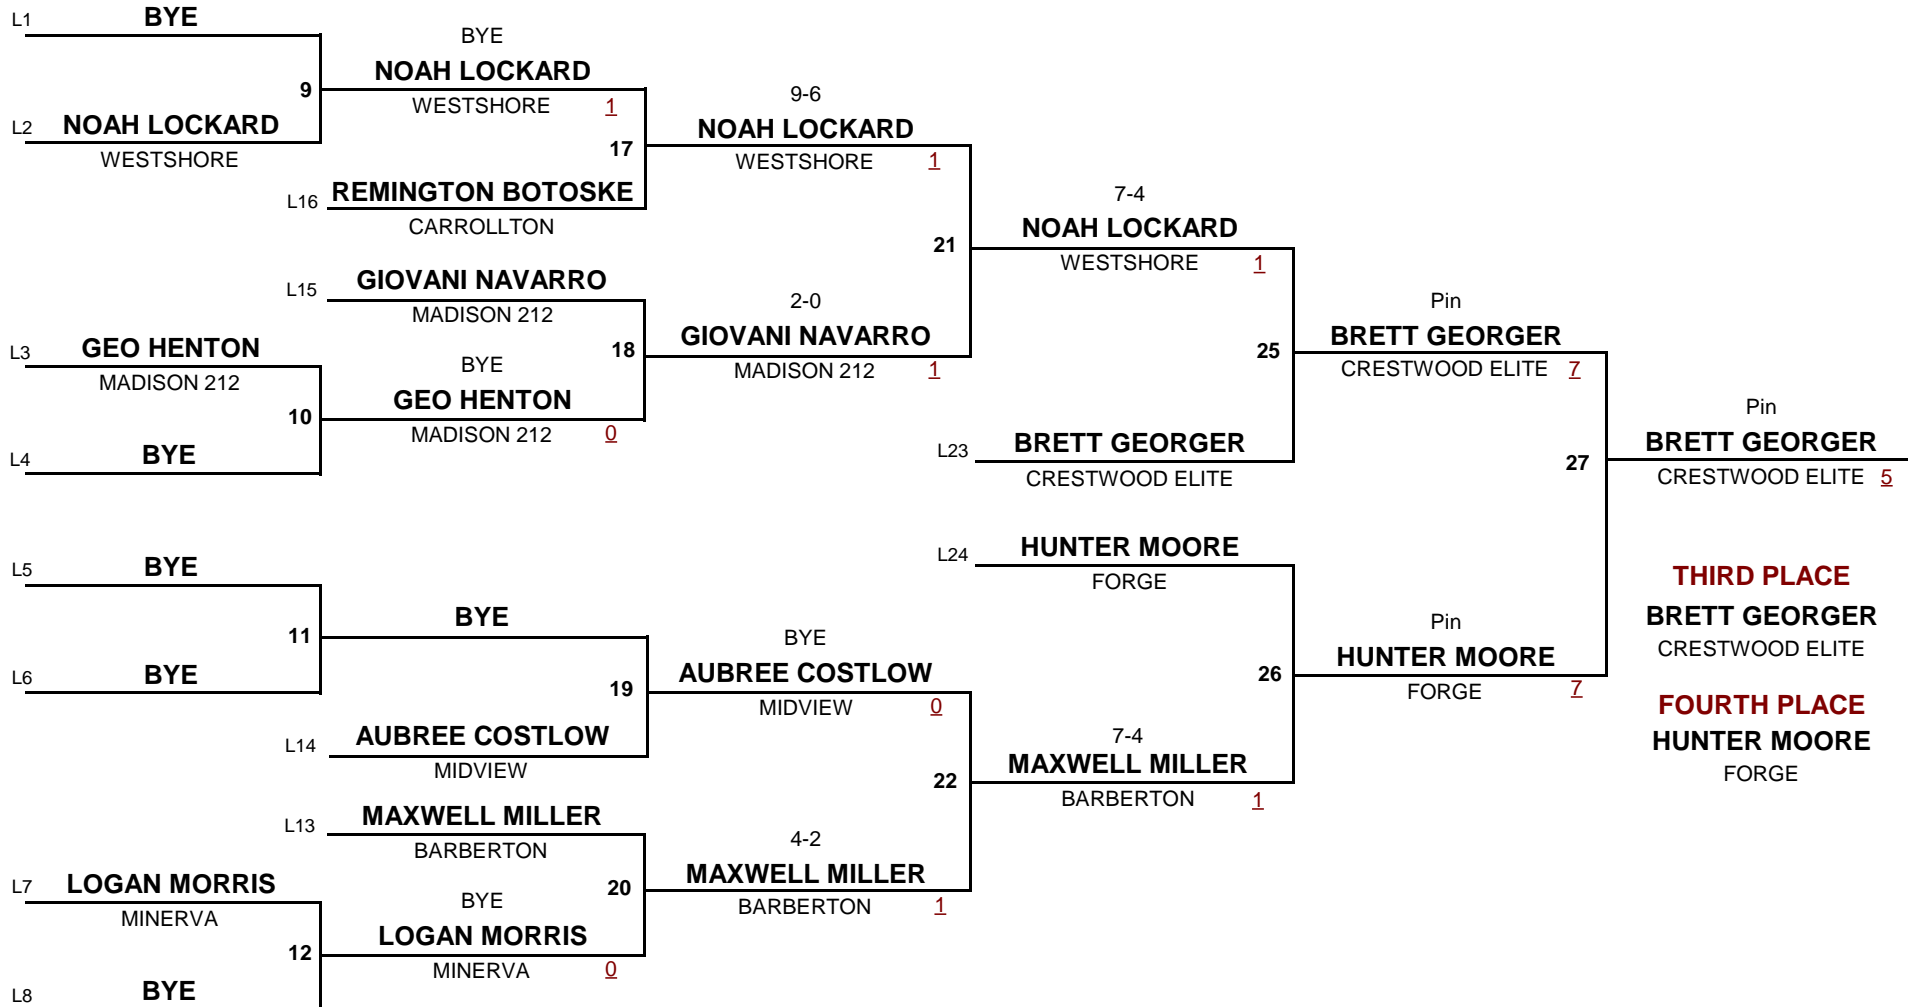 L1 BYE
BYE
NOAH LOCKARD
9
WESTSHORE 1
9-6
L2 NOAH LOCKARD
NOAH LOCKARD
17
WESTSHORE
WESTSHORE 1
L16 REMINGTON BOTOSKE
7-4
CARROLLTON
NOAH LOCKARD
21
WESTSHORE 1
L15 GIOVANI NAVARRO
2-0
Pin
MADISON 212
GIOVANI NAVARRO
BRETT GEORGER
L3 GEO HENTON
18
25
BYE
MADISON 212 1
CRESTWOOD ELITE 7
MADISON 212
GEO HENTON
Pin
10
MADISON 212 0
BRETT GEORGER
BRETT GEORGER
L4 BYE
L23
27
CRESTWOOD ELITE
CRESTWOOD ELITE 5
L24 HUNTER MOORE
L5 BYE
FORGE
THIRD PLACE
BYE
BRETT GEORGER
11
BYE
Pin
CRESTWOOD ELITE
HUNTER MOORE
L6 BYE
AUBREE COSTLOW
26
19
FORGE 7
MIDVIEW 0
FOURTH PLACE
L14 AUBREE COSTLOW
7-4
HUNTER MOORE
MIDVIEW
MAXWELL MILLER
FORGE
22
BARBERTON 1
L13 MAXWELL MILLER
4-2
BARBERTON
MAXWELL MILLER
L7 LOGAN MORRIS
20
BYE
BARBERTON 1
MINERVA
LOGAN MORRIS
12
MINERVA 0
L8 BYE